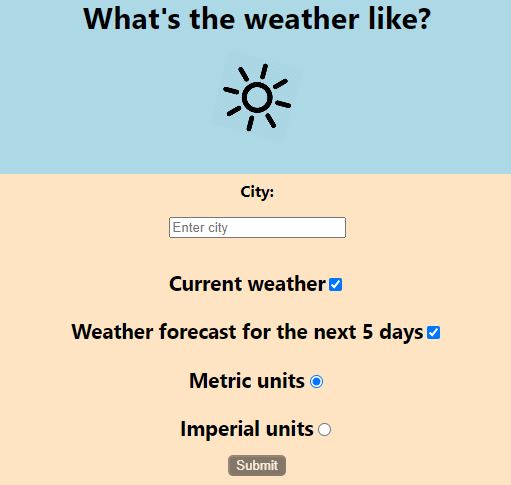 What's the weather like?
City:
Enter city
Current weather
Weather forecast for the next 5 days
Metric units
Imperial units
Submit